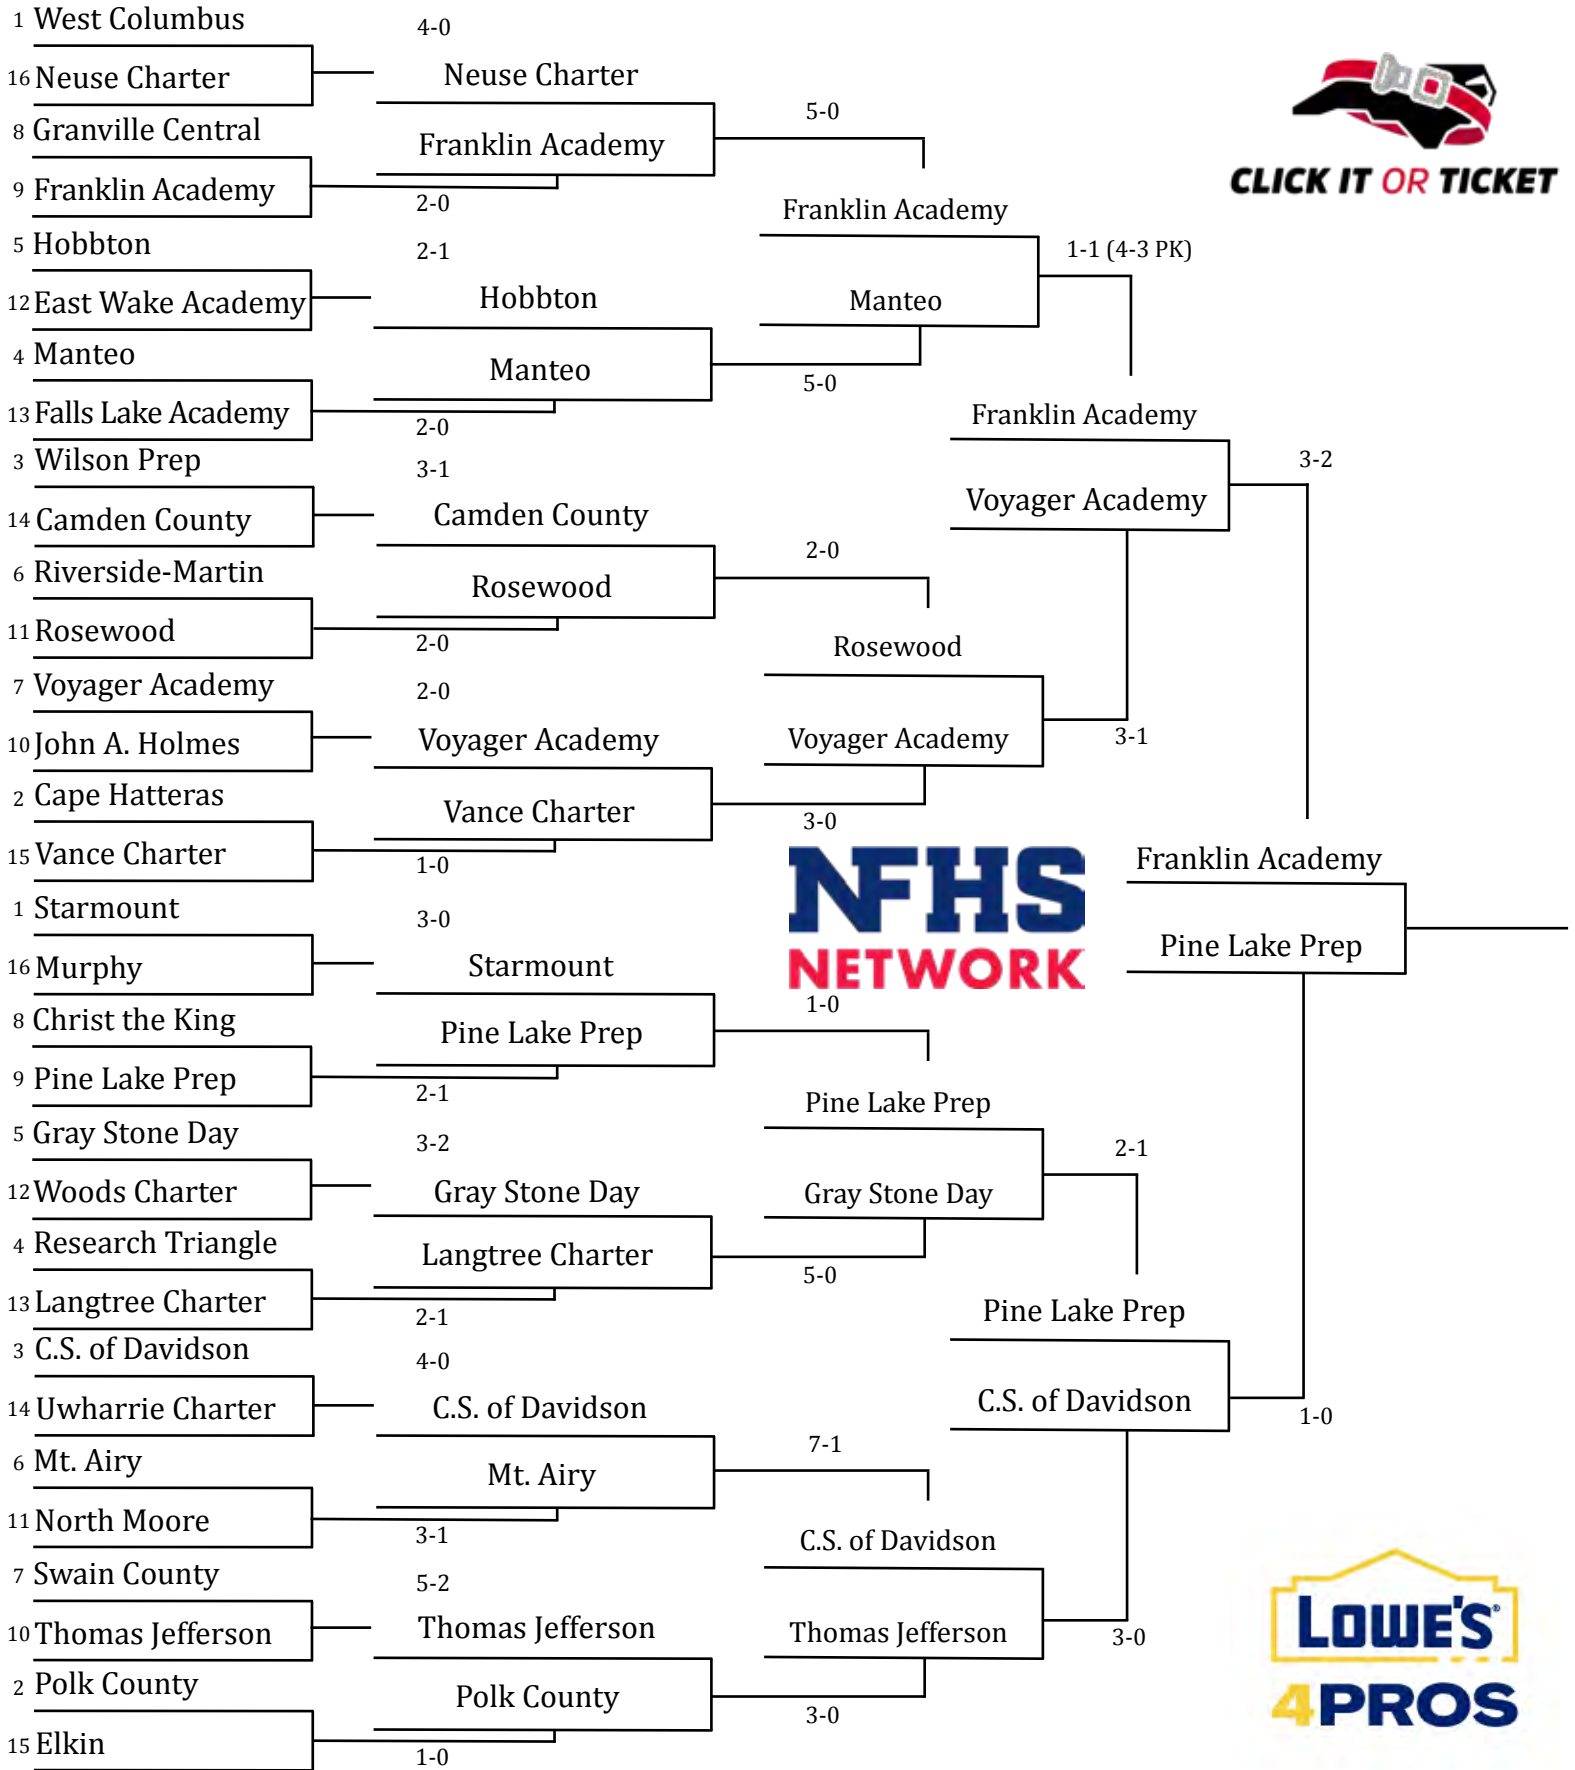 1 West Columbus
16 Neuse Charter
8 Granville Central
9 Franklin Academy
5 Hobbton
12 East Wake Academy
4 Manteo
13 Falls Lake Academy
3 Wilson Prep
14 Camden County
6 Riverside-Martin
11 Rosewood
7 Voyager Academy
10 John A. Holmes
2 Cape Hatteras
15 Vance Charter
1 Starmount
16 Murphy
8 Christ the King
9 Pine Lake Prep
5 Gray Stone Day
12 Woods Charter
4 Research Triangle
13 Langtree Charter
3 C.S. of Davidson
14 Uwharrie Charter
6 Mt. Airy
11 North Moore
7 Swain County
10 Thomas Jefferson
2 Polk County
15 Elkin
4-0
Neuse Charter
Franklin Academy
2-0
2-1
Hobbton
Manteo
2-0
3-1
Camden County
Rosewood
2-0
2-0
Voyager Academy
Vance Charter
1-0
3-0
Starmount
Pine Lake Prep
2-1
3-2
Gray Stone Day
Langtree Charter
2-1
4-0
C.S. of Davidson
Mt. Airy
3-1
5-2
Thomas Jefferson
Polk County
1-0
5-0
Franklin Academy
Manteo
5-0
2-0
Rosewood
Voyager Academy
3-0
NFHS
NETWORK
1-0
Pine Lake Prep
Gray Stone Day
5-0
7-1
C.S. of Davidson
Thomas Jefferson
3-0
1-1 (4-3 PK)
Franklin Academy
Voyager Academy
3-1
2-1
Pine Lake Prep
C.S. of Davidson
3-0
3-2
Franklin Academy
Pine Lake Prep
1-0
CLICK IT OR TICKET
LOWE'S
4PROS